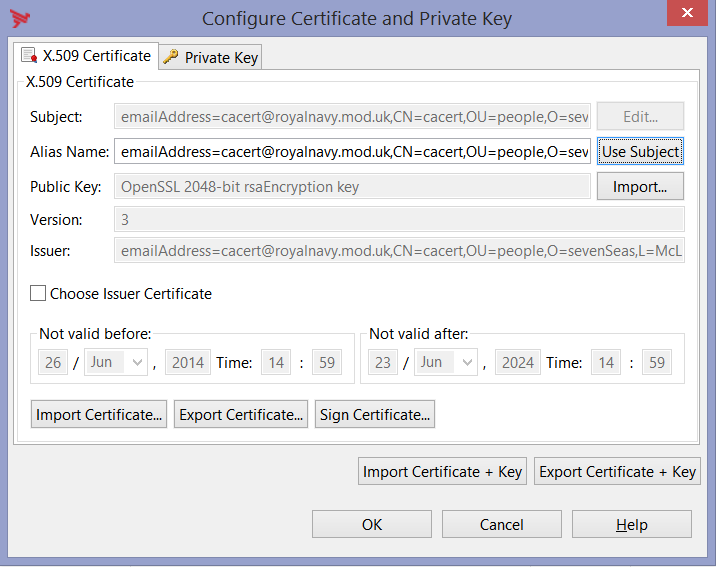 Configure Certificate and Private Key
X.509 Certificate Private Key
X.509 Certificate
Subject: emailAddress=cacert@royalnavy.mod.uk,CN=cacert,OU=people,O=sev Edit...
Alias Name: emailAddress=cacert@royalnavy.mod.uk,CN=cacert,OU=people,O=sev Use Subject
Public Key: OpenSSL 2048-bit rsaEncryption key Import...
Version: 3
Issuer: emailAddress=cacert@royalnavy.mod.uk,CN=cacert,OU=people,O=sevenSeas,L=McL
Choose Issuer Certificate
Not valid before: Not valid after:
26 / Jun , 2014 Time: 14 : 59 23 / Jun , 2024 Time: 14 : 59
Import Certificate... Export Certificate... Sign Certificate...
Import Certificate + Key Export Certificate + Key
OK Cancel Help